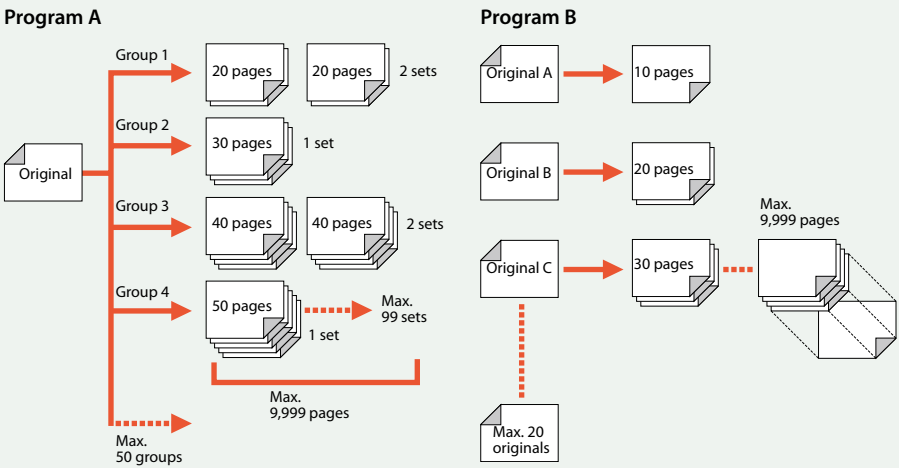 Program A
Group 1
20 pages
20 pages
2 sets
Group 2
30 pages
1 set
Original
Group 3
40 pages
40 pages
2 sets
Group 4
50 pages
1 set
Max.
99 sets
Max.
9,999 pages
Max.
50 groups
Program B
Original A
10 pages
Original B
20 pages
Original C
30 pages
Max.
9,999 pages
Max. 20
originals